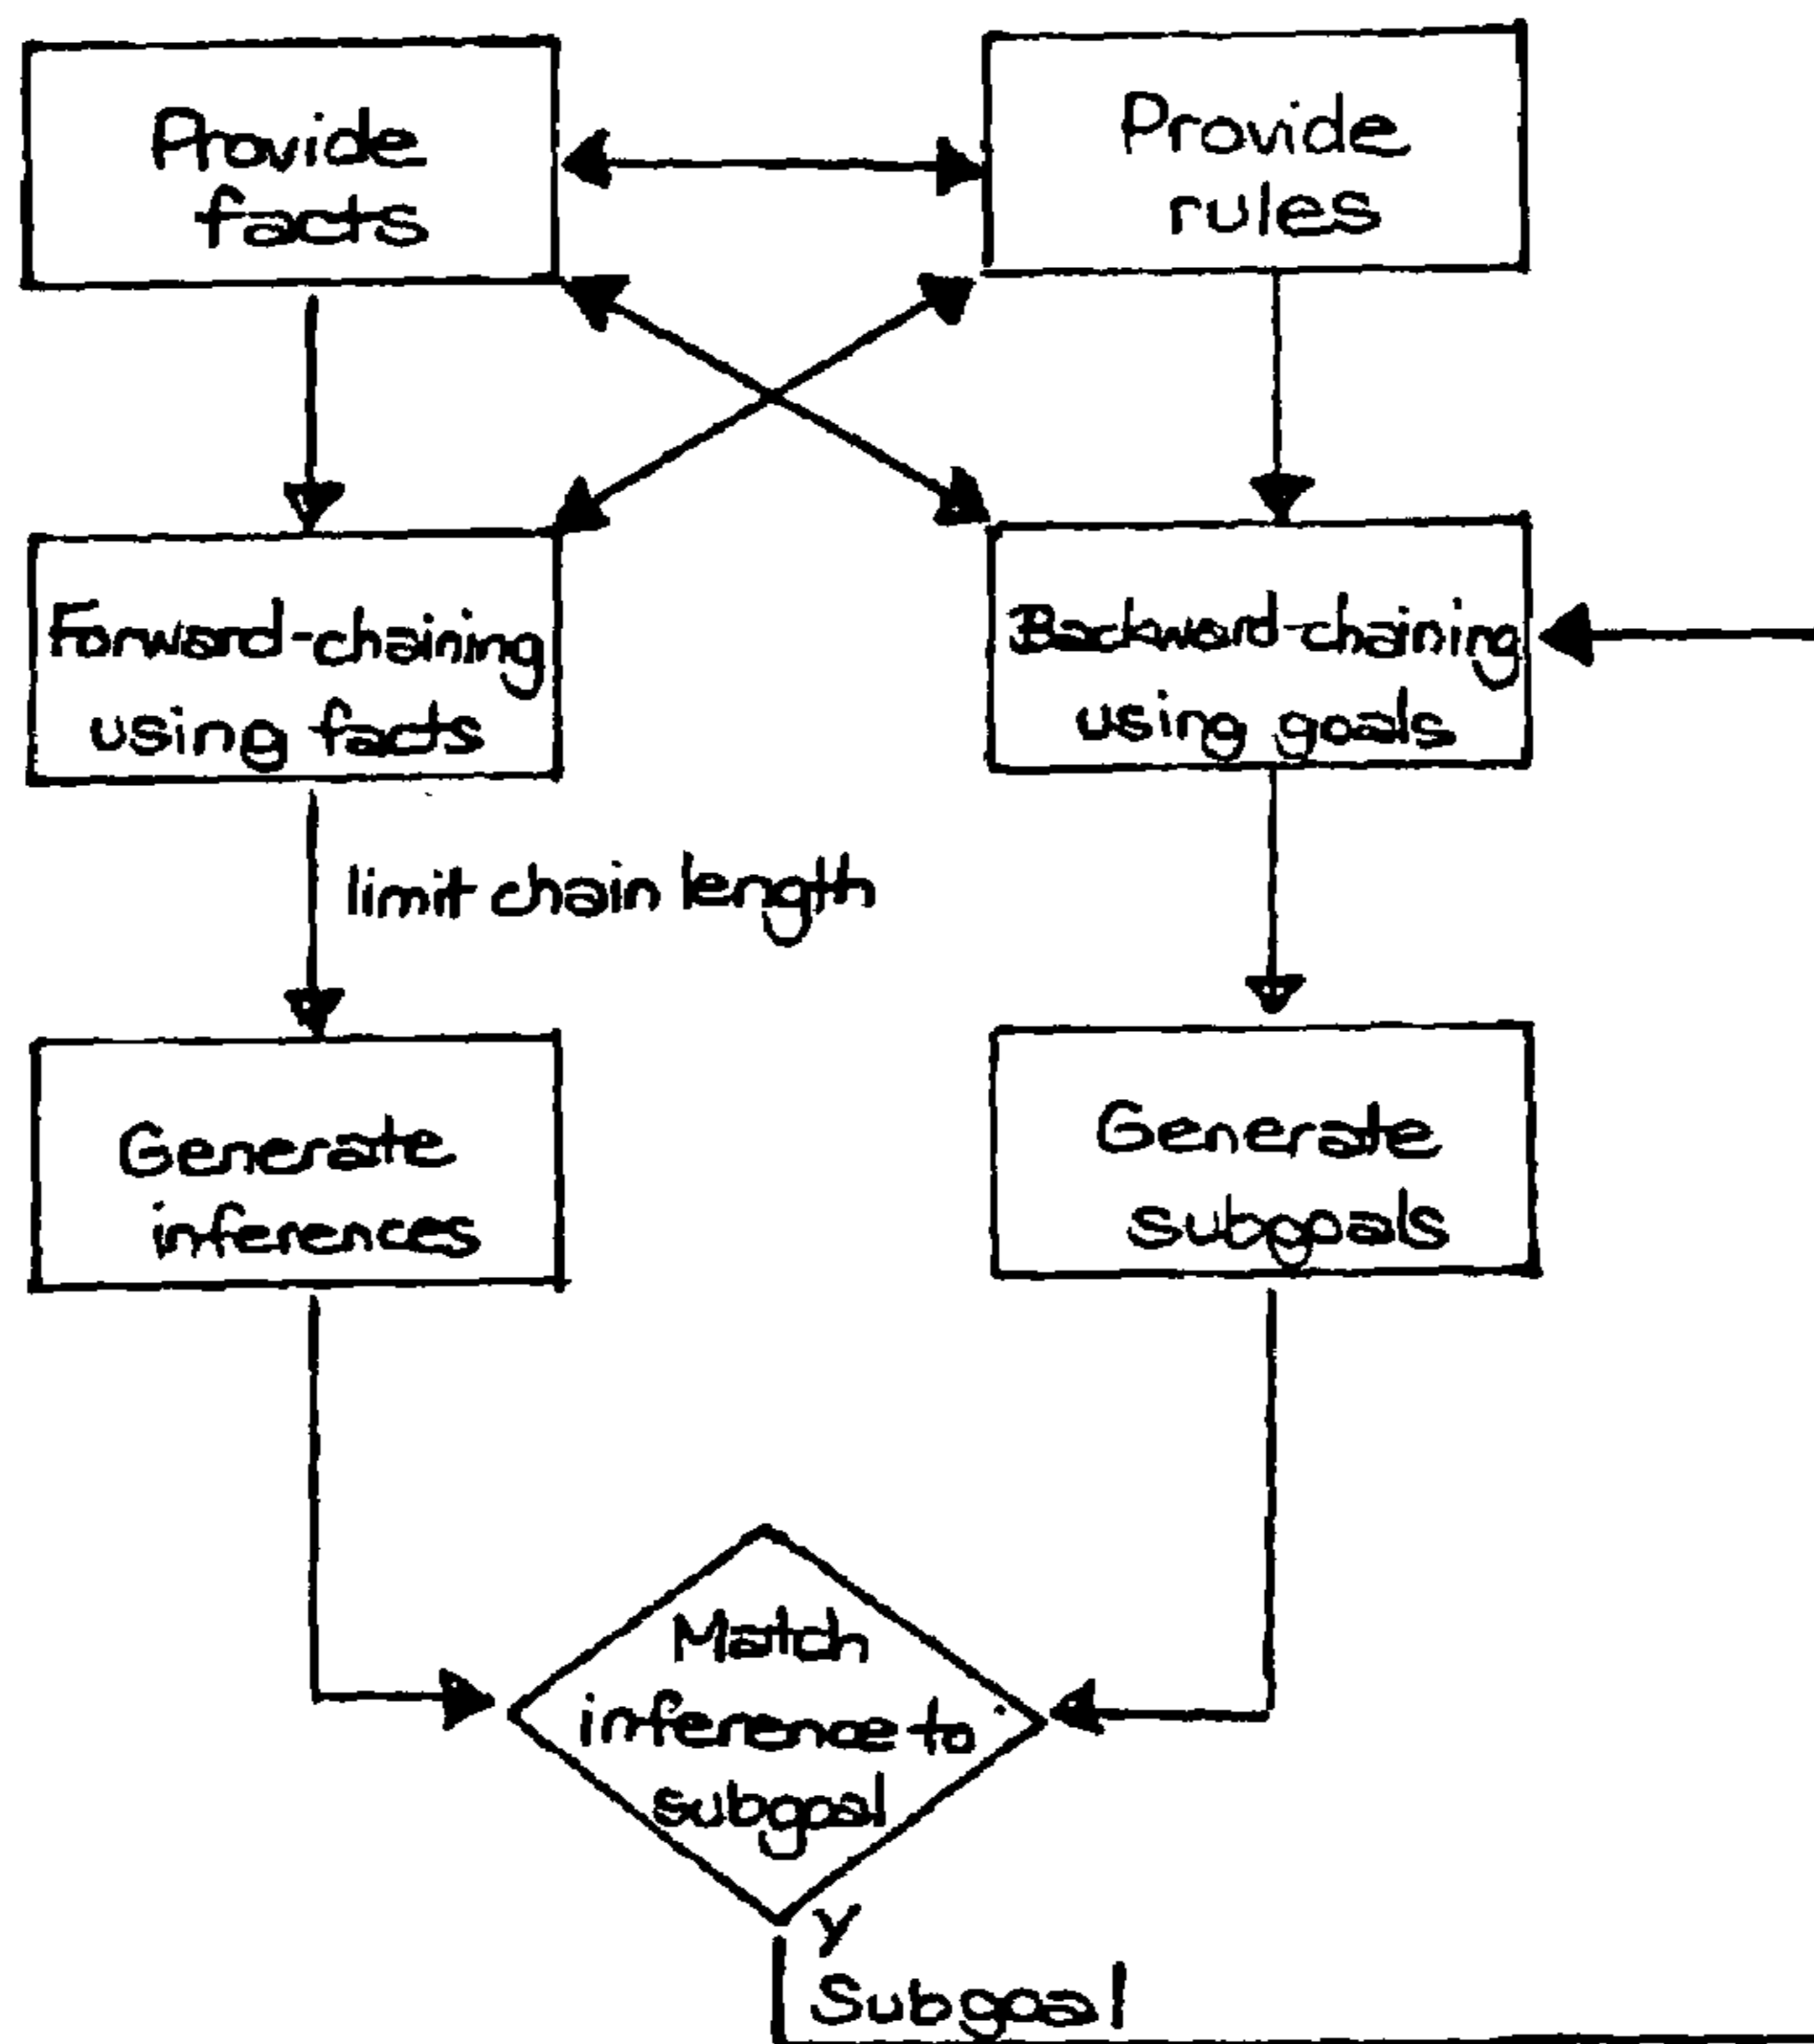 Provide
facts
Provide
rules
Forward-chaining
using facts
Backward-chaining
using goals
limit chain length
Generate
inferences
Generate
subgoals
Match
inference to
subgoal
y
Subgoal